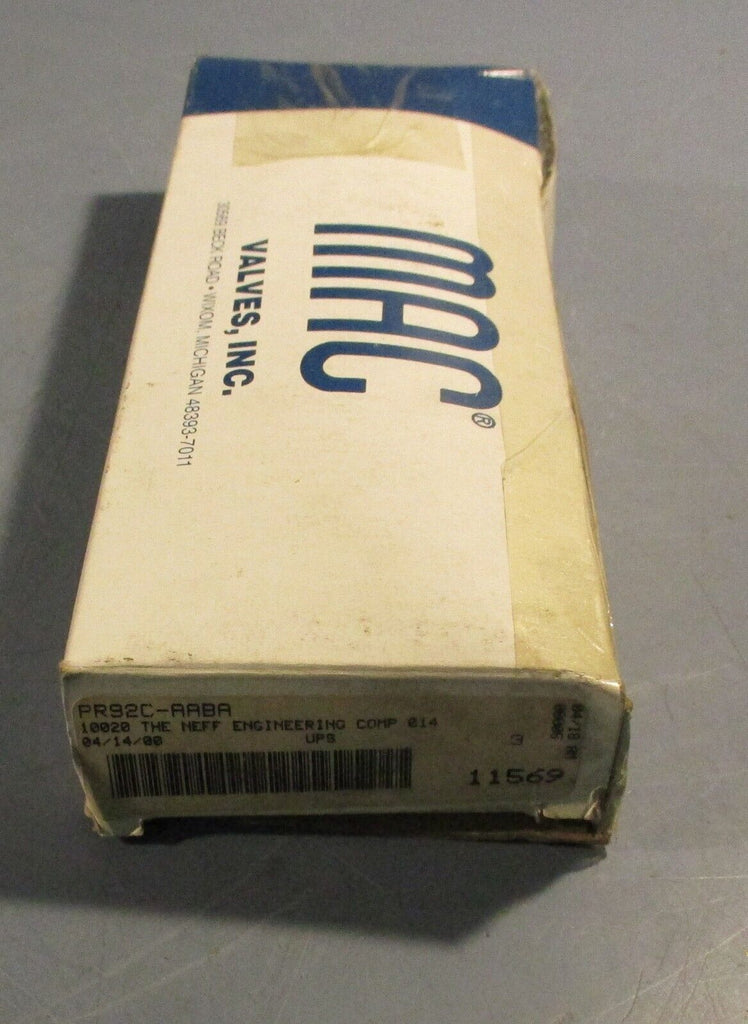 MAC®
VALVES, INC.
30569 BECK ROAD • WIXOM, MICHIGAN 48393-7011
PR92C-AABA
10020 THE NEFF ENGINEERING COMP 014
04/14/00 UPS 3
11569